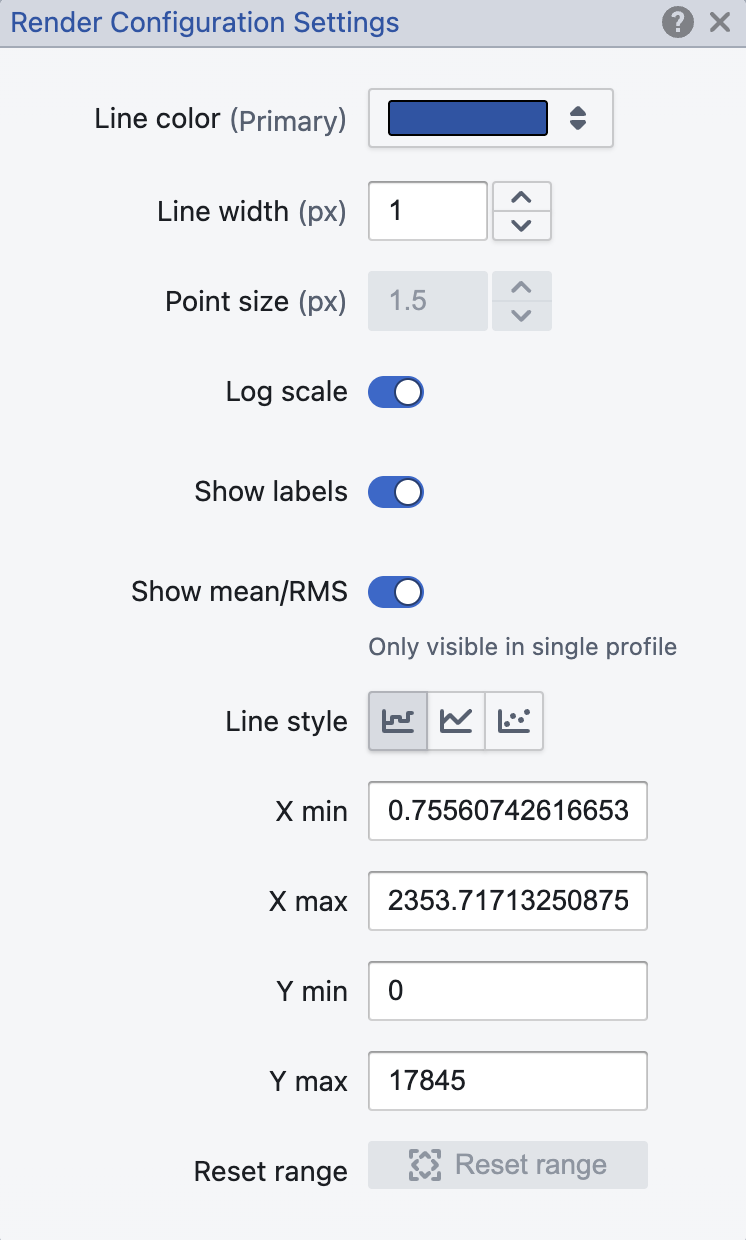 Render Configuration Settings
Line color (Primary)
Line width (px) 1
Point size (px) 1.5
Log scale
Show labels
Show mean/RMS
Only visible in single profile
Line style
X min 0.75560742616653
X max 2353.71713250875
Y min 0
Y max 17845
Reset range Reset range